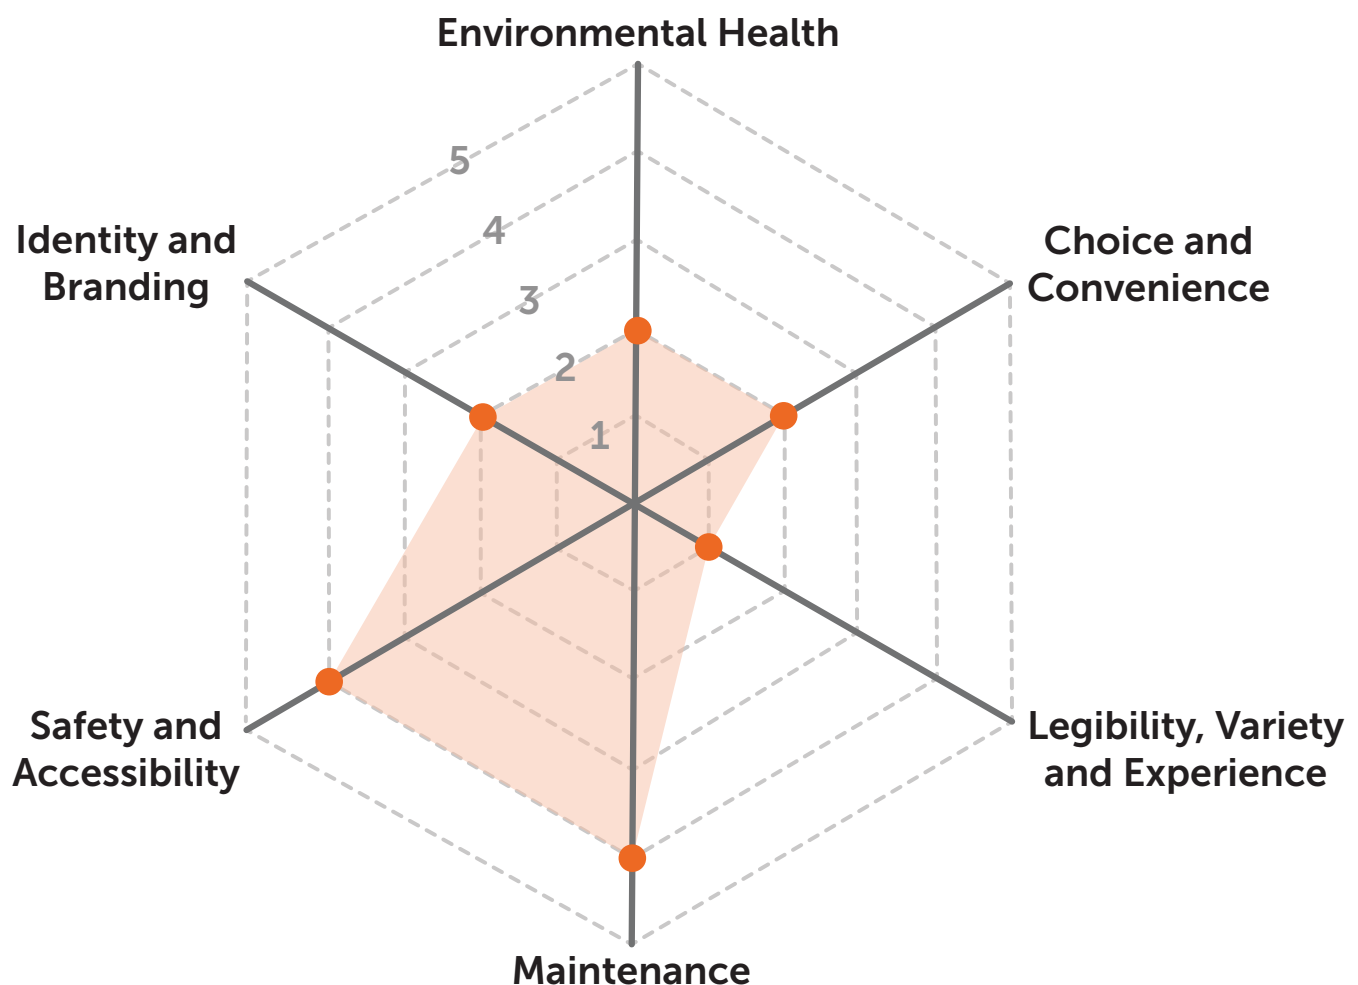 Environmental Health
5
4
3
2
1
Identity and
Branding
Choice and
Convenience
Safety and
Accessibility
Legibility, Variety
and Experience
Maintenance